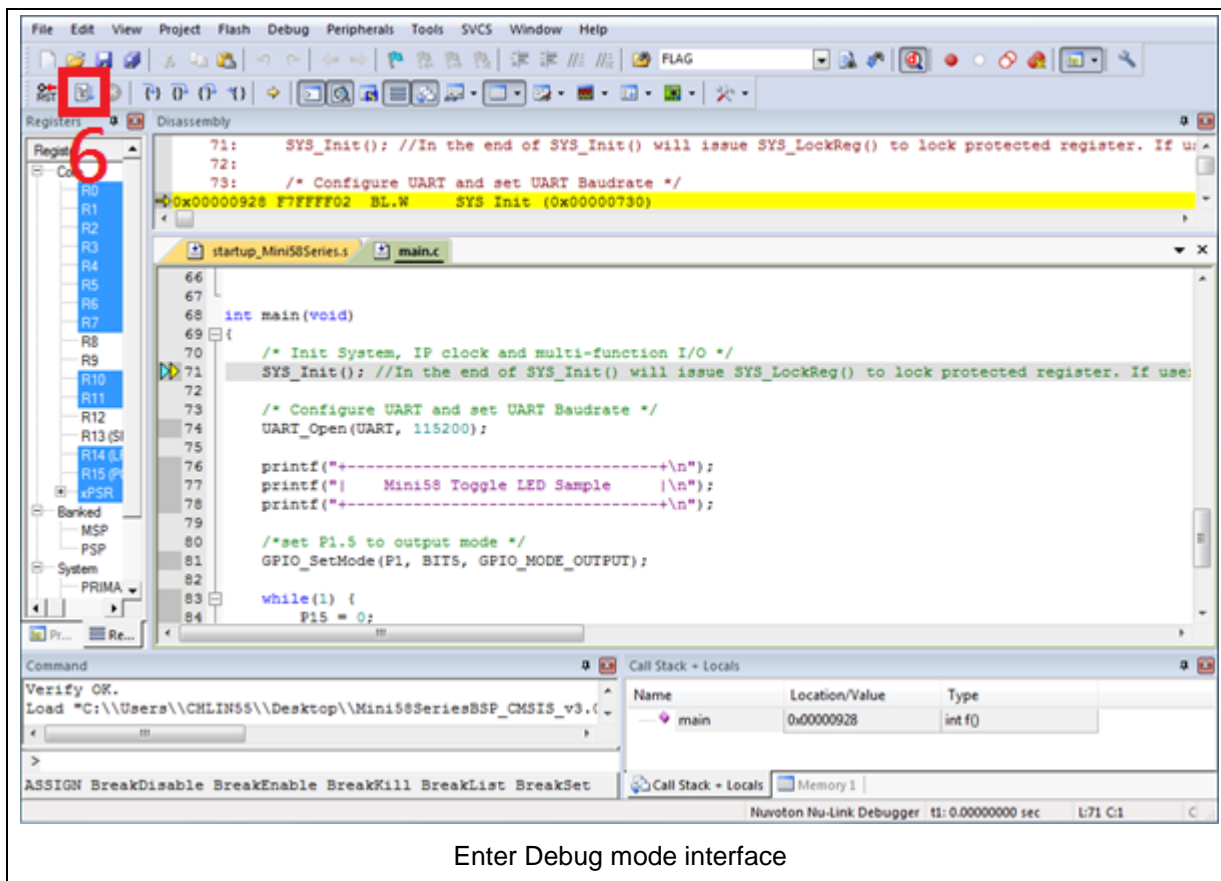 File Edit View Project Flash Debug Peripherals Tools SVCS Window Help
FLAG
RST
Registers
Disassembly
6
71: SYS_Init(); //In the end of SYS_Init() will issue SYS_LockReg() to lock protected register. If u
72:
73: /* Configure UART and set UART Baudrate */
0x00000928 F7FFFF02 BL.W SYS_Init (0x00000730)
Regist
Co
R0
R1
R2
R3
R4
R5
R6
R7
R8
R9
R10
R11
R12
R13 (S
R14 (L
R15 (P
xPSR
Banked
MSP
PSP
System
PRIMA
Pr... Re...
startup_Mini58Series.s main.c
66
67
68 int main(void)
69 {
70 /* Init System, IP clock and multi-function I/O */
71 SYS_Init(); //In the end of SYS_Init() will issue SYS_LockReg() to lock protected register. If use
72
73 /* Configure UART and set UART Baudrate */
74 UART_Open(UART, 115200);
75
76 printf("+----------------------------------+\n");
77 printf("| Mini58 Toggle LED Sample |\n");
78 printf("+----------------------------------+\n");
79
80 /*set P1.5 to output mode */
81 GPIO_SetMode(P1, BIT5, GPIO_MODE_OUTPUT);
82
83 while(1) {
84 P15 = 0;
Command
Verify OK.
Load "C:\\Users\\CHLIN55\\Desktop\\Mini58SeriesBSP_CMSIS_v3.
>
ASSIGN BreakDisable BreakEnable BreakKill BreakList BreakSet
Call Stack + Locals
Name Location/Value Type
main 0x00000928 int f()
Call Stack + Locals Memory 1
Nuvoton Nu-Link Debugger t1: 0.00000000 sec L:71 C:1 C
Enter Debug mode interface